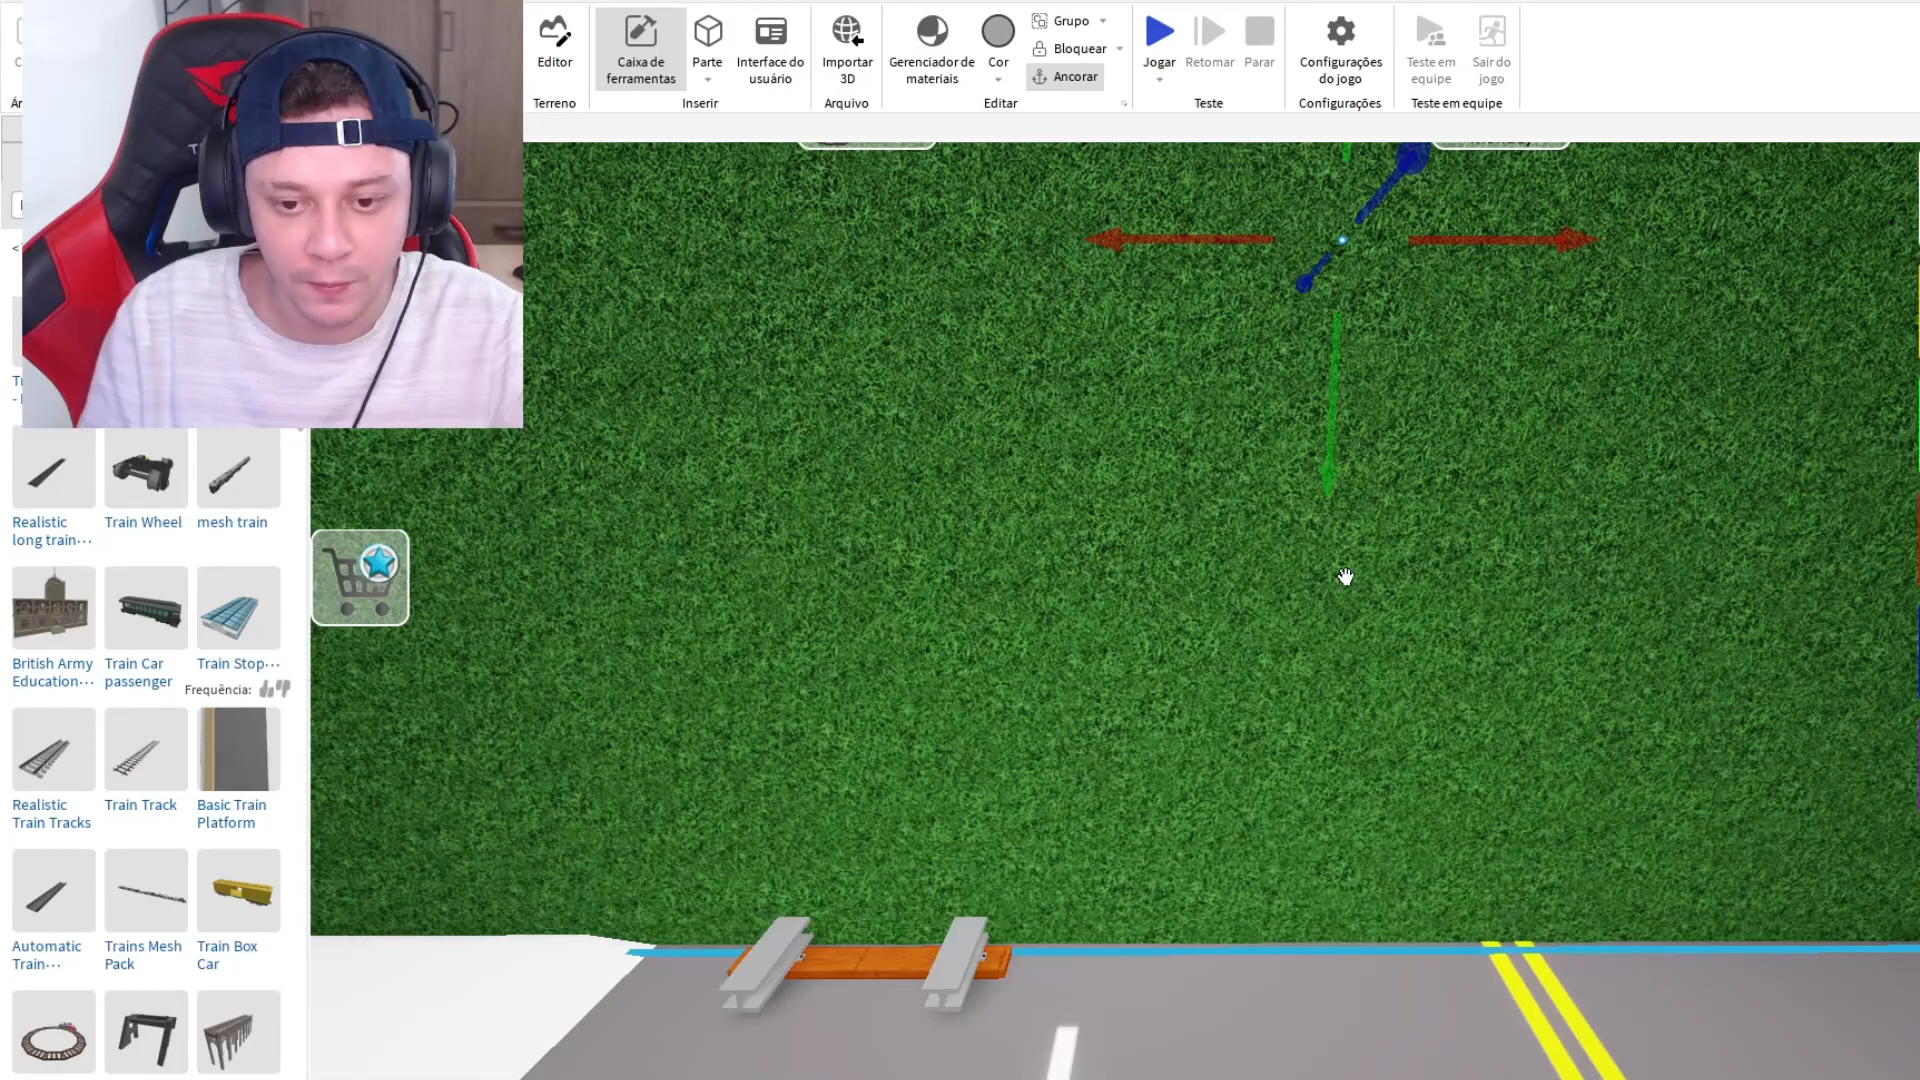 Editor
Caixa de
ferramentas
Parte
Interface do
usuário
Importar
3D
Gerenciador de
materiais
Cor
Grupo
Bloquear
Ancorar
Jogar
Retomar
Parar
Configurações
do jogo
Teste em
equipe
Sair do
jogo
Terreno
Inserir
Arquivo
Editar
Teste
Configurações
Teste em equipe
Realistic
long train···
Train Wheel
mesh train
British Army
Education···
Train Car
passenger
Train Stop···
Frequência:
Realistic
Train Tracks
Train Track
Basic Train
Platform
Automatic
Train···
Trains Mesh
Pack
Train Box
Car